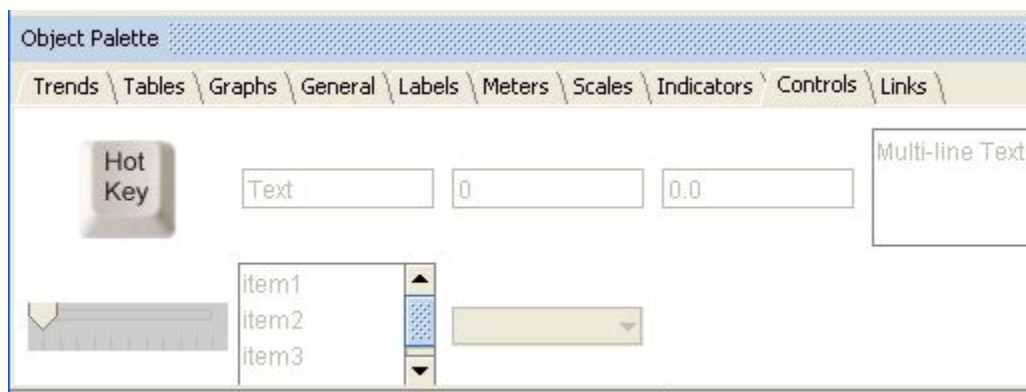 Object Palette
Trends Tables Graphs General Labels Meters Scales Indicators Controls Links
Hot
Key
Text
0
0.0
Multi-line Text
item1
item2
item3